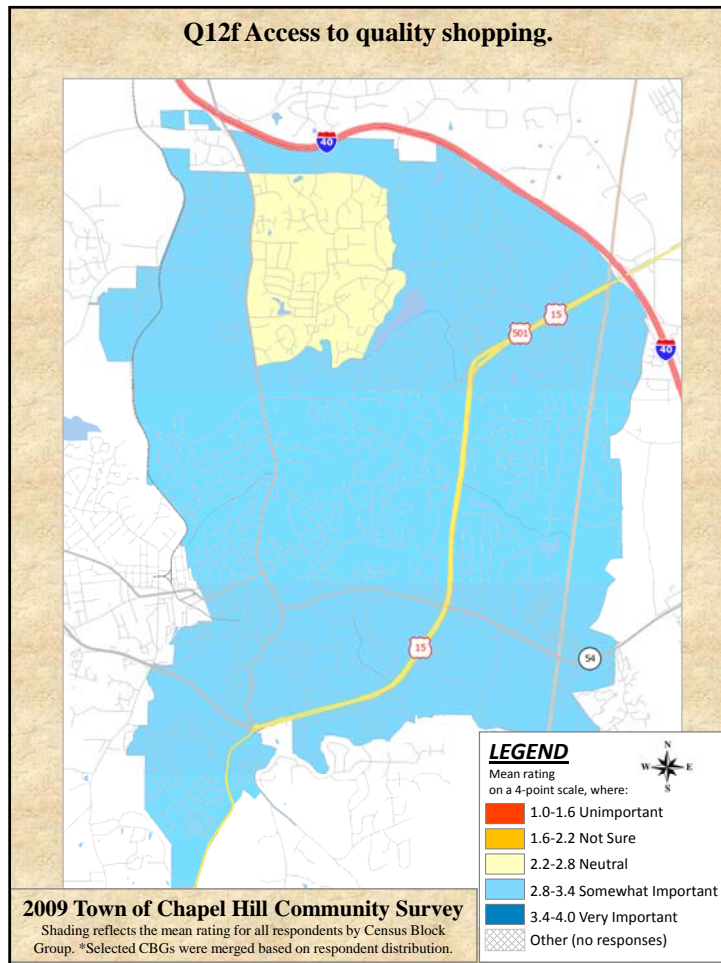 Q12f Access to quality shopping.
40
15
501
40
15
54
LEGEND
Mean rating
on a 4-point scale, where:
N
W E
S
1.0-1.6 Unimportant
1.6-2.2 Not Sure
2.2-2.8 Neutral
2.8-3.4 Somewhat Important
3.4-4.0 Very Important
Other (no responses)
2009 Town of Chapel Hill Community Survey
Shading reflects the mean rating for all respondents by Census Block
Group. *Selected CBGs were merged based on respondent distribution.